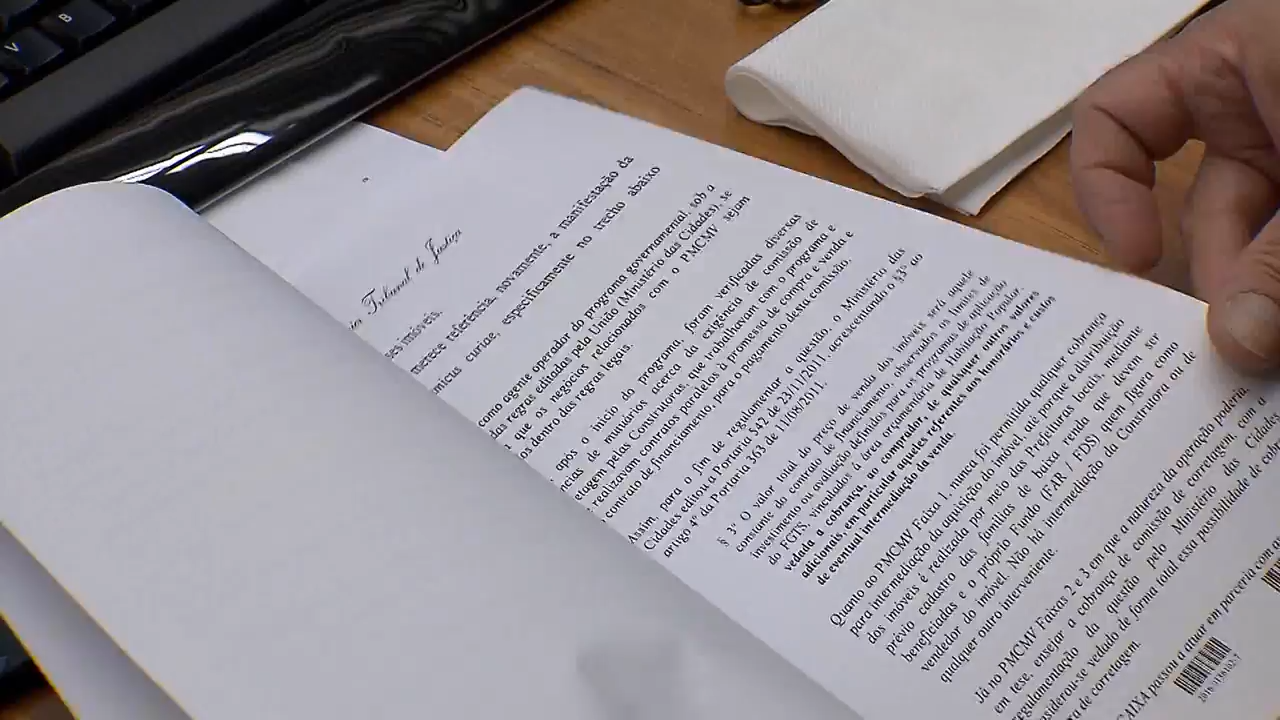 Tribunal de Justiça
imóveis.
merece referência, novamente, a manifestação da
amicus curiae, especificamente no trecho abaixo
como agente operador do programa governamental, sob a
das regras editadas pela União (Ministério das Cidades), se
que os negócios relacionados com o PMCMV sejam
dentro das regras legais.
após o início do programa, foram verificadas diversas
de mutuários acerca da exigência de comissão de
pelas Construtoras, que trabalhavam com o programa e
realizavam contratos paralelos à promessa de compra e venda e
contrato de financiamento, para o pagamento desta comissão.
Assim, para o fim de regulamentar a questão, o Ministério das
Cidades editou a Portaria 542 de 23/11/2011, acrescentando o §3º ao
artigo 4º da Portaria 363 de 11/08/2011.
§ 3º O valor total do preço de venda dos imóveis será aquele
constante do contrato de financiamento, observados os limites de
investimento ou avaliação definidos para os programas de aplicação
do FGTS, vinculados à área orçamentária de Habitação Popular,
vedada a cobrança, ao comprador, de quaisquer outros valores
adicionais, em particular aqueles referentes aos honorários e custos
de eventual intermediação da venda
Quanto ao PMCMV Faixa 1, nunca foi permitida qualquer cobrança
para intermediação da aquisição do imóvel, até porque a distribuição
dos imóveis é realizada por meio das Prefeituras locais, mediante
prévio cadastro das famílias de baixa renda que devem ser
beneficiadas e o próprio Fundo (FAR / FDS) quem figura como
vendedor do imóvel. Não há intermediação da Construtora ou de
qualquer outro interveniente.
Já no PMCMV Faixas 2 e 3 em que a natureza da operação poderia,
em tese, ensejar a cobrança de comissão de corretagem com a
regulamentação da questão pelo Ministério das Cidades
vedado de forma total essa possibilidade de
de corretagem.
CAIXA passou a atuar em parceria com
V
B